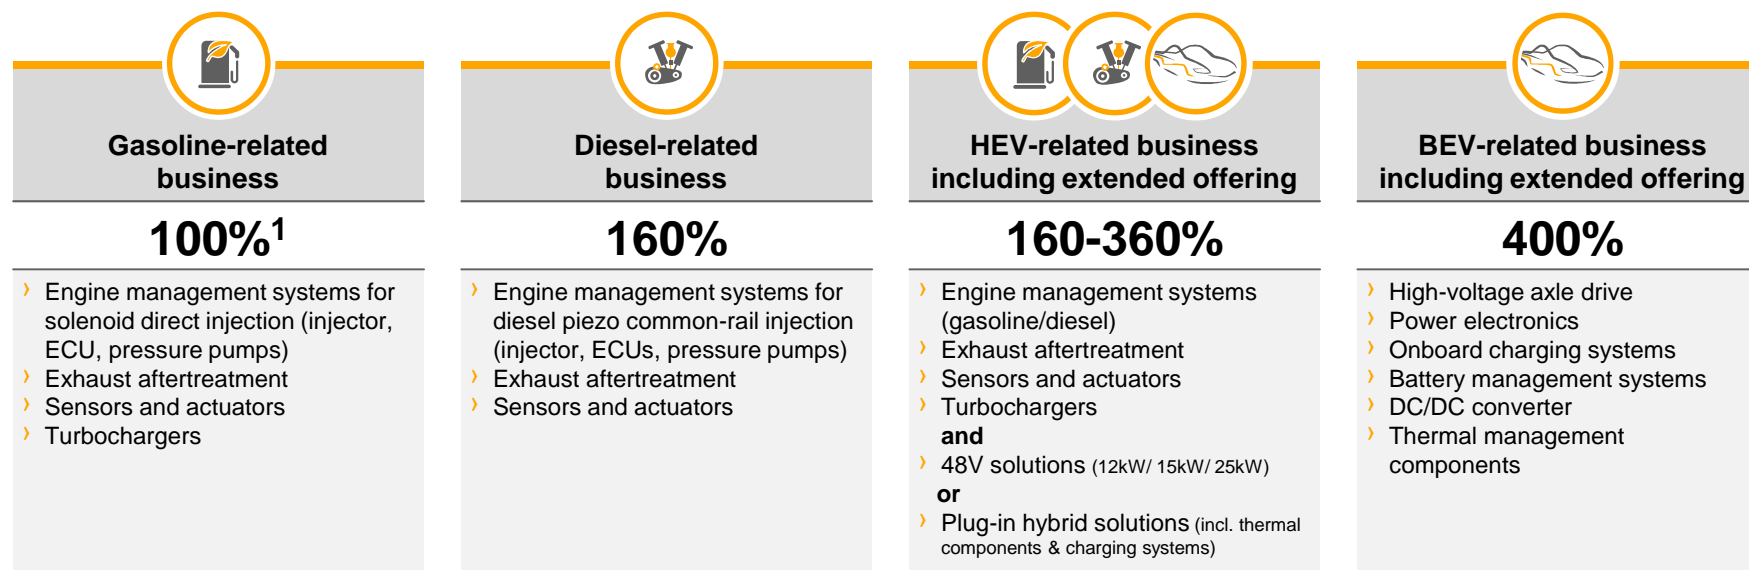 Gasoline-related
business
100%¹
› Engine management systems for
solenoid direct injection (injector,
ECU, pressure pumps)
› Exhaust aftertreatment
› Sensors and actuators
› Turbochargers
Diesel-related
business
160%
› Engine management systems for
diesel piezo common-rail injection
(injector, ECUs, pressure pumps)
› Exhaust aftertreatment
› Sensors and actuators
HEV-related business
including extended offering
160-360%
› Engine management systems
(gasoline/diesel)
› Exhaust aftertreatment
› Sensors and actuators
› Turbochargers
and
› 48V solutions (12kW/ 15kW/ 25kW)
or
› Plug-in hybrid solutions (incl. thermal
components & charging systems)
BEV-related business
including extended offering
400%
› High-voltage axle drive
› Power electronics
› Onboard charging systems
› Battery management systems
› DC/DC converter
› Thermal management
components